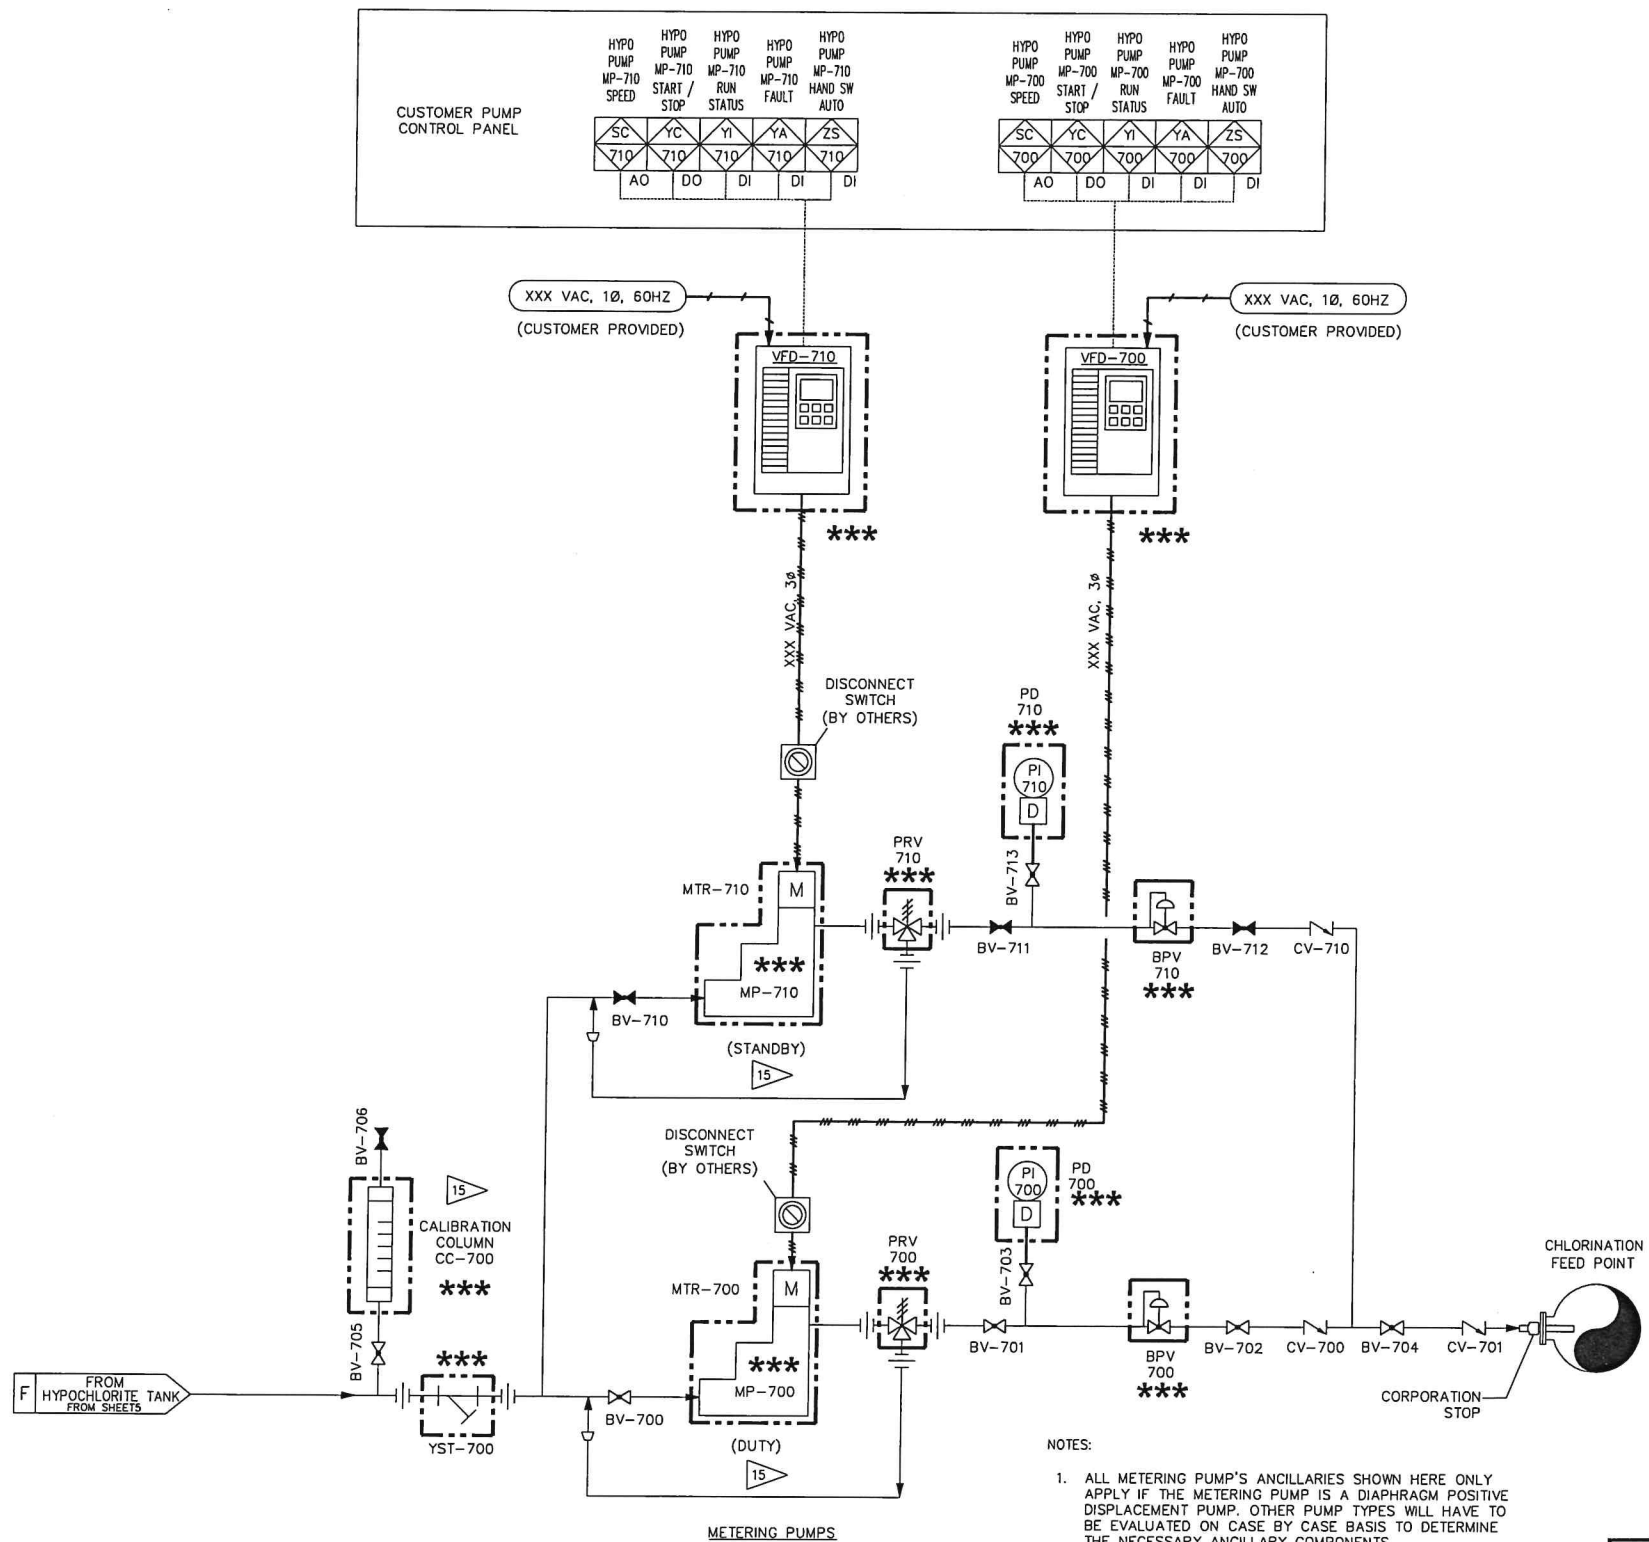 HYPO
PUMP
MP-710
SPEED
HYPO
PUMP
MP-710
START /
STOP
HYPO
PUMP
MP-710
RUN
STATUS
HYPO
PUMP
MP-710
FAULT
HYPO
PUMP
MP-710
HAND SW
AUTO
HYPO
PUMP
MP-700
SPEED
HYPO
PUMP
MP-700
START /
STOP
HYPO
PUMP
MP-700
RUN
STATUS
HYPO
PUMP
MP-700
FAULT
HYPO
PUMP
MP-700
HAND SW
AUTO
CUSTOMER PUMP
CONTROL PANEL
SC YC YI YA ZS
710 710 710 710 710
AO DO DI DI DI
SC YC YI YA ZS
700 700 700 700 700
AO DO DI DI DI
XXX VAC, 1Ø, 60HZ
(CUSTOMER PROVIDED)
XXX VAC, 1Ø, 60HZ
(CUSTOMER PROVIDED)
VFD-710
***
VFD-700
***
XXX VAC, 3Ø
XXX VAC, 3Ø
DISCONNECT
SWITCH
(BY OTHERS)
PD
710
***
PI
710
D
BV-713
PRV
710
***
MTR-710
M
***
MP-710
BV-711
BPV
710
***
BV-712
CV-710
BV-710
(STANDBY)
15
BV-706
15
CALIBRATION
COLUMN
CC-700
***
BV-705
DISCONNECT
SWITCH
(BY OTHERS)
PI
700
D
PD
700
***
BV-703
PRV
700
***
MTR-700
M
***
MP-700
BV-701
BPV
700
***
BV-702
CV-700
BV-704
CV-701
CHLORINATION
FEED POINT
CORPORATION
STOP
F
FROM
HYPOCHLORITE TANK
FROM SHEET5
***
YST-700
BV-700
(DUTY)
15
METERING PUMPS
NOTES:
1. ALL METERING PUMP'S ANCILLARIES SHOWN HERE ONLY
APPLY IF THE METERING PUMP IS A DIAPHRAGM POSITIVE
DISPLACEMENT PUMP. OTHER PUMP TYPES WILL HAVE TO
BE EVALUATED ON CASE BY CASE BASIS TO DETERMINE
THE NECESSARY ANCILLARY COMPONENTS